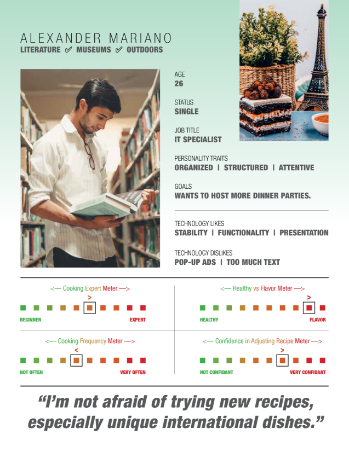 ALEXANDER MARIANO
LITERATURE ✅ MUSEUMS ✅ OUTDOORS
AGE
26
STATUS
SINGLE
JOB TITLE
IT SPECIALIST
PERSONALITY TRAITS
ORGANIZED | STRUCTURED | ATTENTIVE
GOALS
WANTS TO HOST MORE DINNER PARTIES.
TECHNOLOGY LIKES
STABILITY | FUNCTIONALITY | PRESENTATION
TECHNOLOGY DISLIKES
POP-UP ADS | TOO MUCH TEXT
<— Cooking Expert Meter —>
>
BEGINNER EXPERT
<— Healthy vs Flavor Meter —>
>
HEALTHY FLAVOR
<— Cooking Frequency Meter —>
<
NOT OFTEN VERY OFTEN
<— Confidence in Adjusting Recipe Meter —>
>
NOT CONFIDANT VERY CONFIDANT
“I’m not afraid of trying new recipes,
especially unique international dishes.”